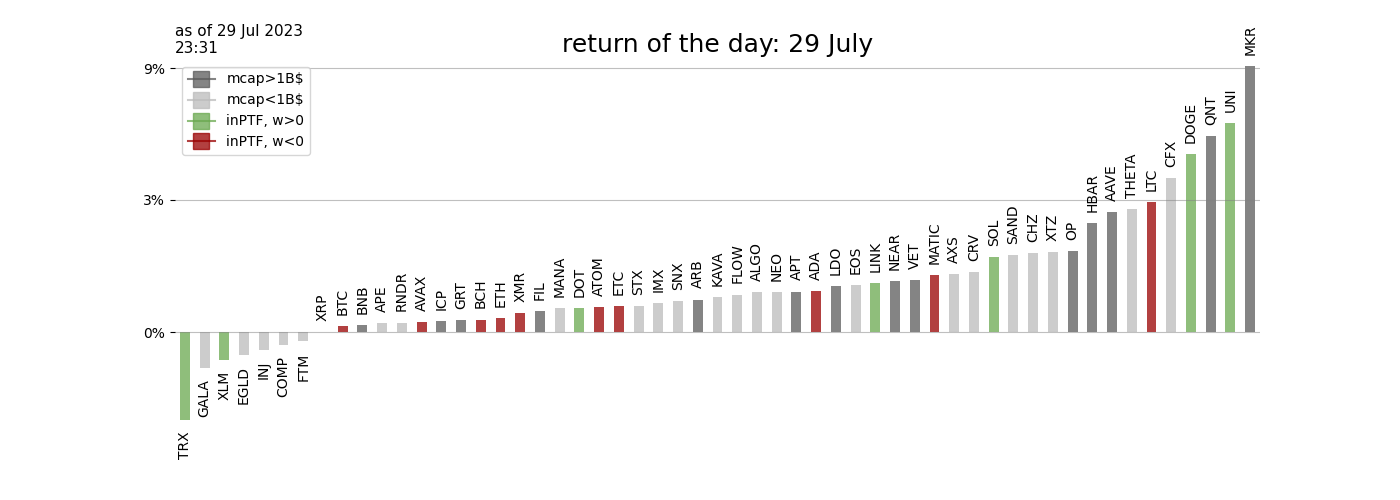 as of 29 Jul 2023
23:31
return of the day: 29 July
9%
3%
0%
mcap>1B$
mcap<1B$
inPTF, w>0
inPTF, w<0
TRX
GALA
XLM
EGLD
INJ
COMP
FTM
XRP
BTC
BNB
APE
RNDR
AVAX
ICP
GRT
BCH
ETH
XMR
FIL
MANA
DOT
ATOM
ETC
STX
IMX
SNX
ARB
KAVA
FLOW
ALGO
NEO
APT
ADA
LDO
EOS
LINK
NEAR
VET
MATIC
AXS
CRV
SOL
SAND
CHZ
XTZ
OP
HBAR
AAVE
THETA
LTC
CFX
DOGE
QNT
UNI
MKR